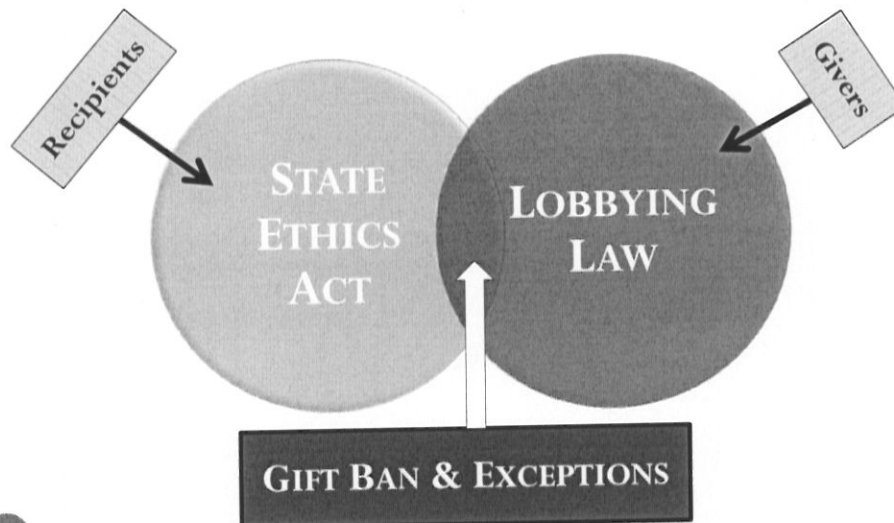 Recipients
Givers
STATE
ETHICS
ACT
LOBBYING
LAW
GIFT BAN & EXCEPTIONS